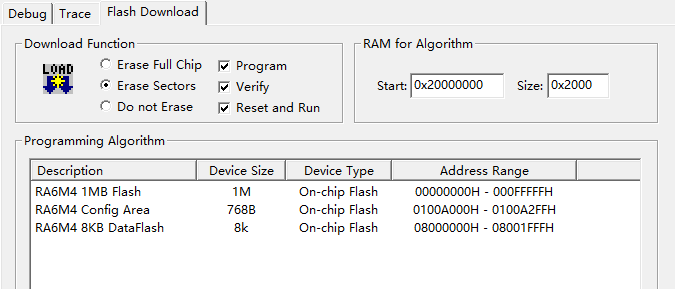 Debug Trace Flash Download
Download Function
LOAD
Erase Full Chip Program
Erase Sectors Verify
Do not Erase Reset and Run
RAM for Algorithm
Start: 0x20000000 Size: 0x2000
Programming Algorithm
Description Device Size Device Type Address Range
RA6M4 1MB Flash 1M On-chip Flash 00000000H - 000FFFFFH
RA6M4 Config Area 768B On-chip Flash 0100A000H - 0100A2FFH
RA6M4 8KB DataFlash 8k On-chip Flash 08000000H - 08001FFFH